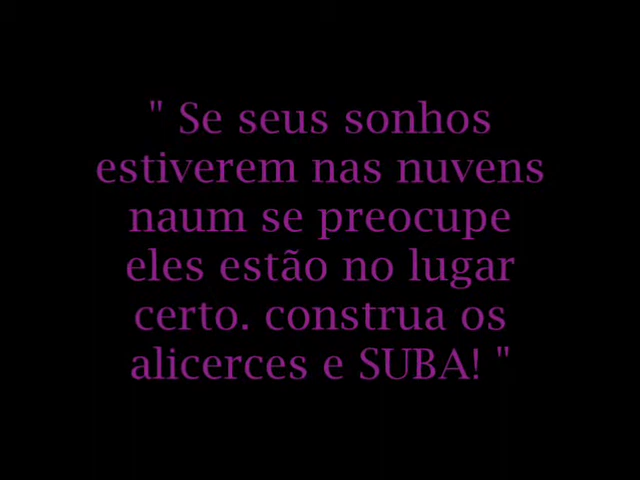 " Se seus sonhos
estiverem nas nuvens
naum se preocupe
eles estão no lugar
certo. construa os
alicerces e SUBA! "